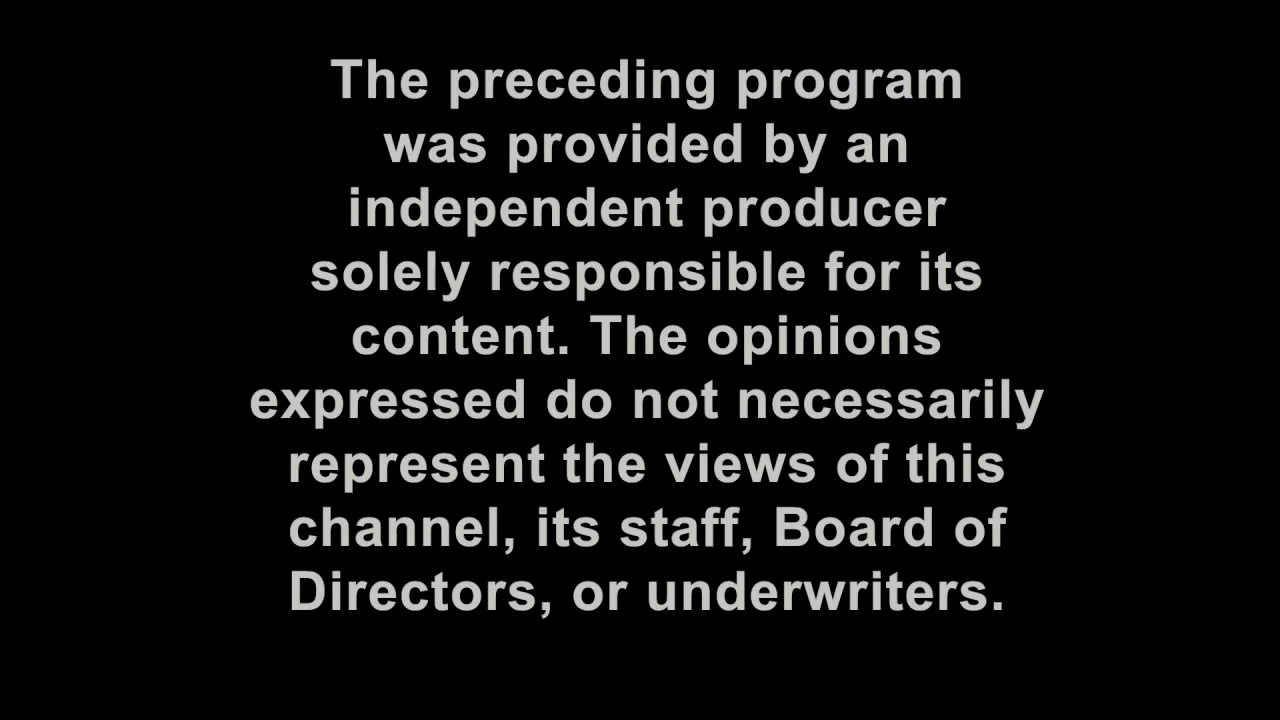 The preceding program
was provided by an
independent producer
solely responsible for its
content. The opinions
expressed do not necessarily
represent the views of this
channel, its staff, Board of
Directors, or underwriters.